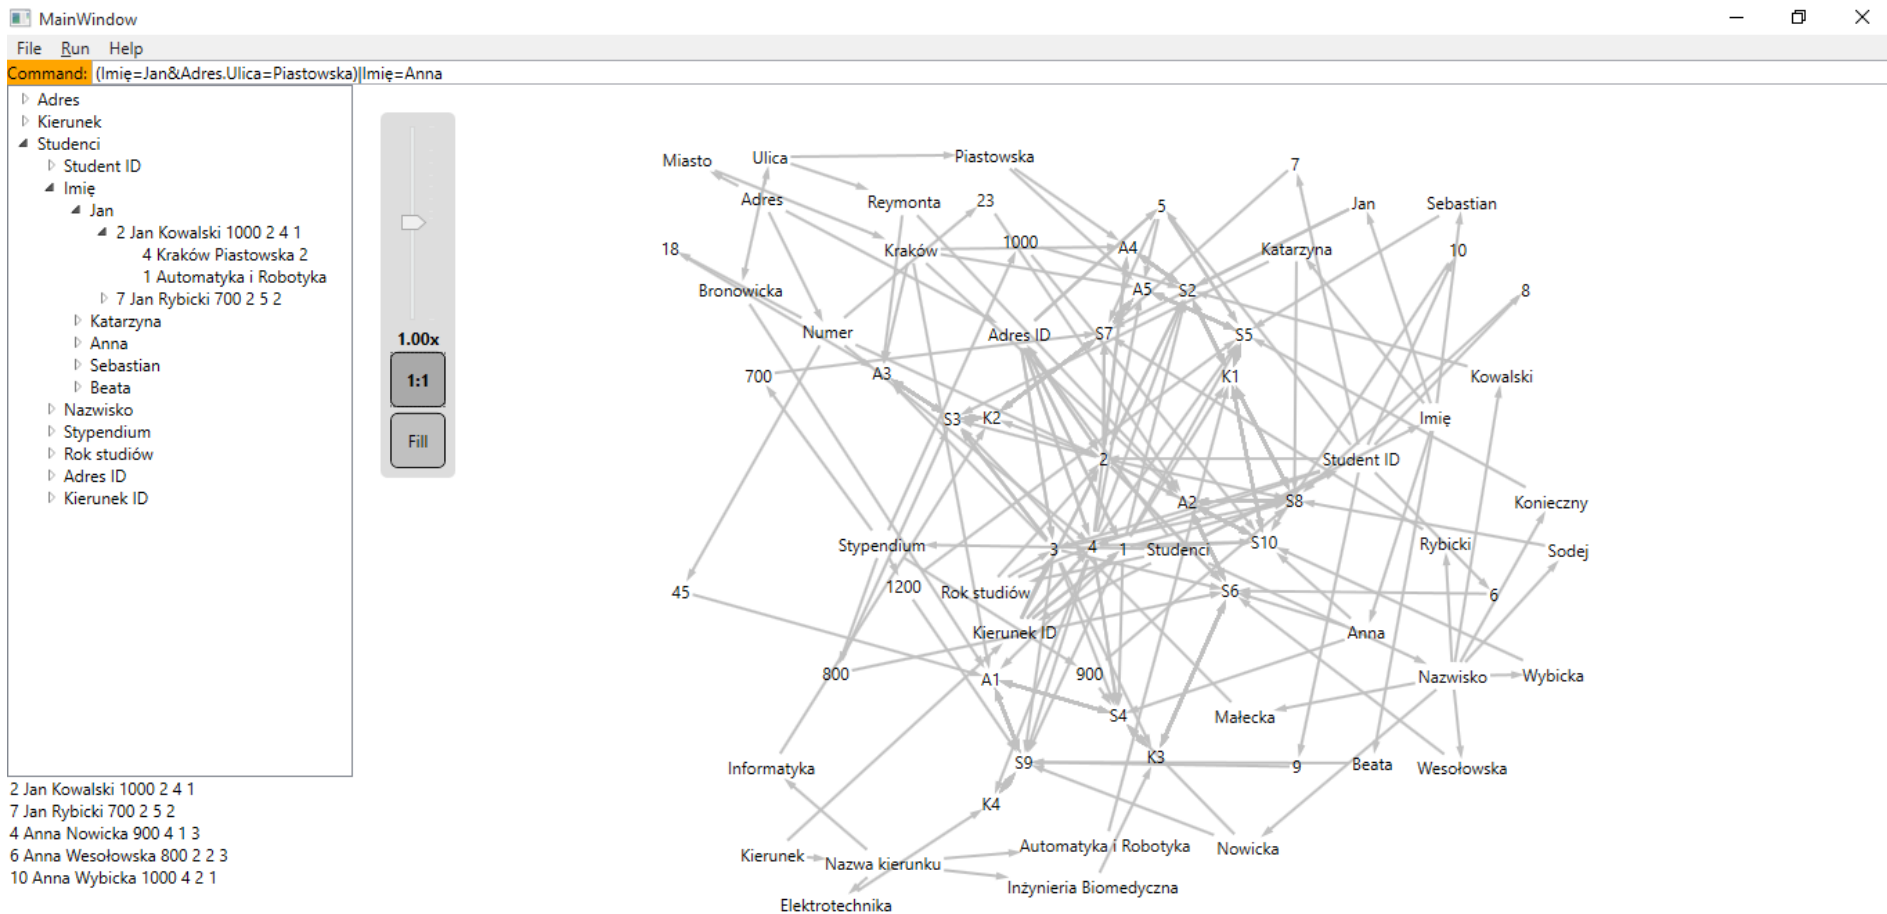 MainWindow
File Run Help
Command: (Imię=Jan&Adres.Ulica=Piastowska)|Imię=Anna
Adres
Kierunek
Studenci
Student ID
Imię
Jan
2 Jan Kowalski 1000 2 4 1
4 Kraków Piastowska 2
1 Automatyka i Robotyka
7 Jan Rybicki 700 2 5 2
Katarzyna
Anna
Sebastian
Beata
Nazwisko
Stypendium
Rok studiów
Adres ID
Kierunek ID
2 Jan Kowalski 1000 2 4 1
7 Jan Rybicki 700 2 5 2
4 Anna Nowicka 900 4 1 3
6 Anna Wesołowska 800 2 2 3
10 Anna Wybicka 1000 4 2 1
1.00x
1:1
Fill
Miasto Ulica Piastowska 7
Adres Reymonta 23 5 Jan Sebastian
18 Kraków 1000 A4 Katarzyna 10
Bronowicka A5 S2 8
Numer Adres ID S7 S5
700 A3 K1 Kowalski
S3 K2 Imię
2 Student ID
A2 S8 Konieczny
Stypendium 3 4 1 Studenci S10 Rybicki Sodej
45 1200 Rok studiów S6 6
Kierunek ID Anna
800 A1 900 Nazwisko Wybicka
S4 Małecka
Informatyka S9 K3 9 Beata Wesołowska
K4
Kierunek Nazwa kierunku Automatyka i Robotyka Nowicka
Inżynieria Biomedyczna
Elektrotechnika